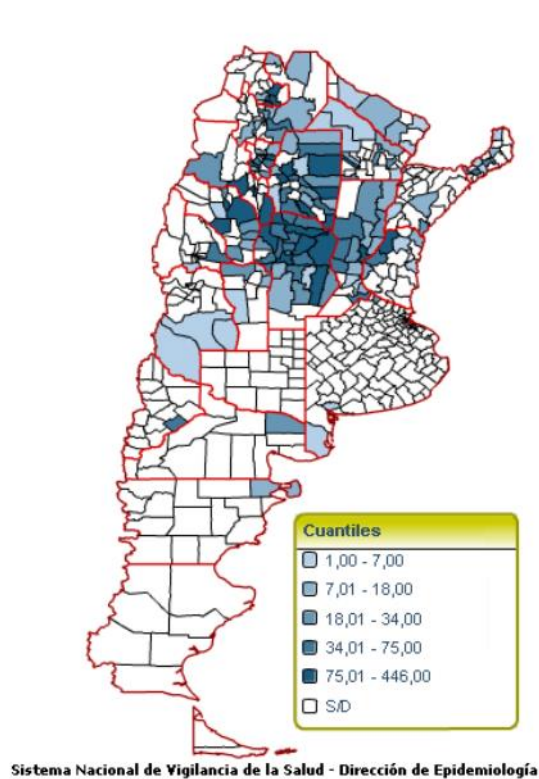 Cuantiles
1,00 - 7,00
7,01 - 18,00
18,01 - 34,00
34,01 - 75,00
75,01 - 446,00
S/D
Sistema Nacional de Vigilancia de la Salud - Dirección de Epidemiología